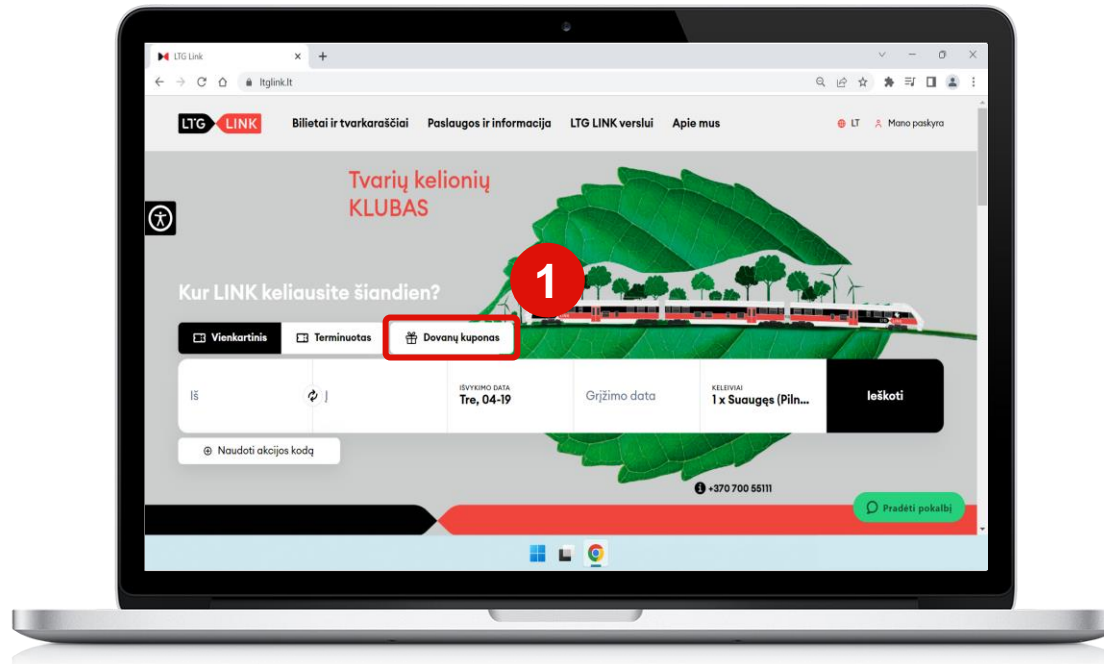 LTG Link
ltglink.lt
LTG LINK
Bilietai ir tvarkaraščiai Paslaugos ir informacija LTG LINK verslui Apie mus LT Mano paskyra
Tvarių kelionių
KLUBAS
1
Kur LINK keliausite šiandien?
Vienkartinis Terminuotas Dovanų kuponas
Iš Į IŠVYKIMO DATA Grįžimo data KELEIVIAI Ieškoti
Tre, 04-19 1 x Suaugęs (Piln...
Naudoti akcijos kodą
+370 700 55111
Pradėti pokalbį